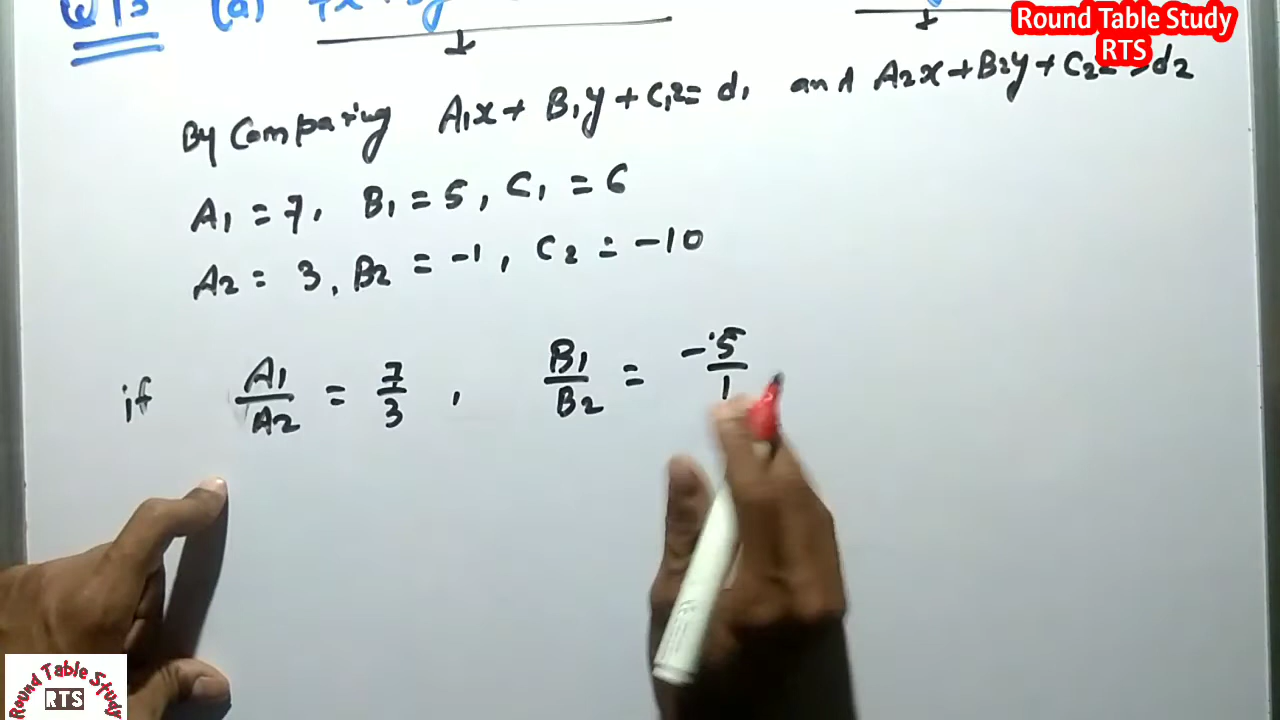 (a) 7x + 5y
Round Table Study
RTS
By Comparing A1x + B1y + C1z = d1 and A2x + B2y + C2z = d2
A1 = 7, B1 = 5, C1 = 6
A2 = 3, B2 = -1, C2 = -10
if A1/A2 = 7/3, B1/B2 = -5/1
Round Table Study
RTS